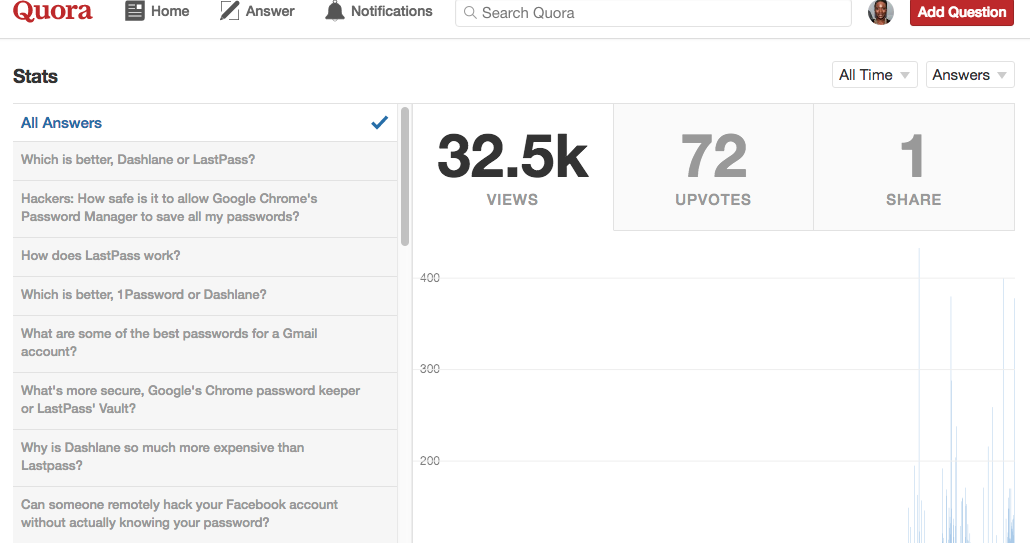 Quora
Home
Answer
Notifications
Search Quora
Add Question
Stats
All Time
Answers
All Answers
Which is better, Dashlane or LastPass?
Hackers: How safe is it to allow Google Chrome's
Password Manager to save all my passwords?
How does LastPass work?
Which is better, 1Password or Dashlane?
What are some of the best passwords for a Gmail
account?
What's more secure, Google's Chrome password keeper
or LastPass' Vault?
Why is Dashlane so much more expensive than
Lastpass?
Can someone remotely hack your Facebook account
without actually knowing your password?
32.5k
VIEWS
72
UPVOTES
1
SHARE
400
300
200